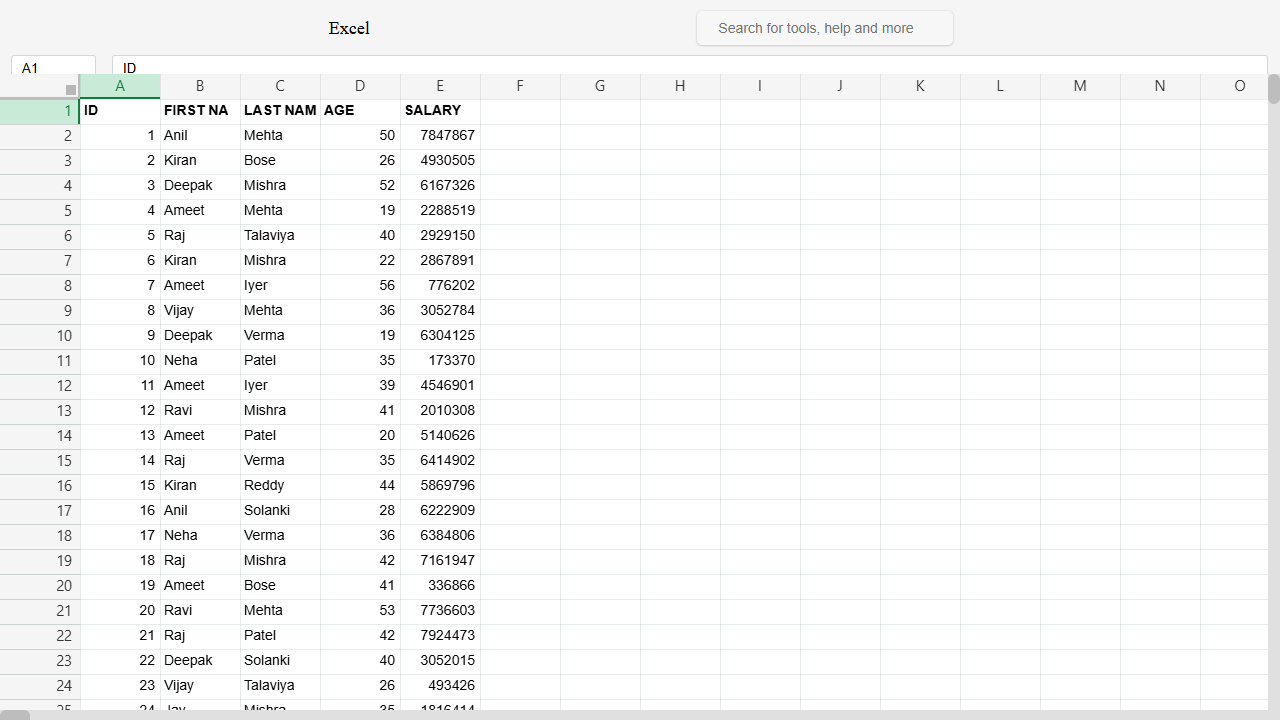 Excel
Search for tools, help and more
A1 ID
A B C D E F G H I J K L M N O
1 ID FIRST NA LAST NAM AGE SALARY
2 1 Anil Mehta 50 7847867
3 2 Kiran Bose 26 4930505
4 3 Deepak Mishra 52 6167326
5 4 Ameet Mehta 19 2288519
6 5 Raj Talaviya 40 2929150
7 6 Kiran Mishra 22 2867891
8 7 Ameet Iyer 56 776202
9 8 Vijay Mehta 36 3052784
10 9 Deepak Verma 19 6304125
11 10 Neha Patel 35 173370
12 11 Ameet Iyer 39 4546901
13 12 Ravi Mishra 41 2010308
14 13 Ameet Patel 20 5140626
15 14 Raj Verma 35 6414902
16 15 Kiran Reddy 44 5869796
17 16 Anil Solanki 28 6222909
18 17 Neha Verma 36 6384806
19 18 Raj Mishra 42 7161947
20 19 Ameet Bose 41 336866
21 20 Ravi Mehta 53 7736603
22 21 Raj Patel 42 7924473
23 22 Deepak Solanki 40 3052015
24 23 Vijay Talaviya 26 493426
25 24 Jay Mishra 35 1816414